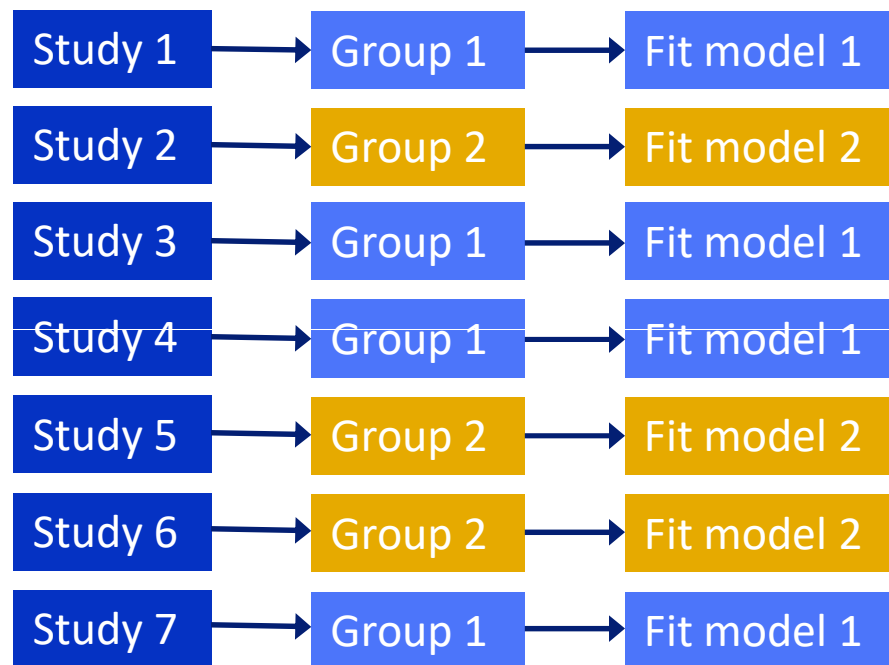 Study 1 Group 1 Fit model 1
Study 2 Group 2 Fit model 2
Study 3 Group 1 Fit model 1
Study 4 Group 1 Fit model 1
Study 5 Group 2 Fit model 2
Study 6 Group 2 Fit model 2
Study 7 Group 1 Fit model 1